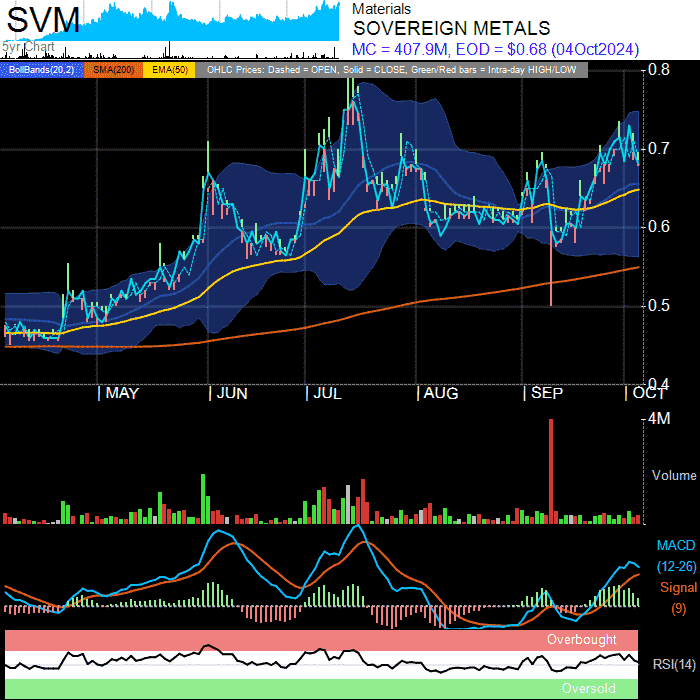 SVM
5yr.Chart
Materials
SOVEREIGN METALS
MC = 407.9M, EOD = $0.68 (04Oct2024)
BollBands(20,2) SMA(200) EMA(50) OHLC Prices: Dashed = OPEN, Solid = CLOSE, Green/Red bars = Intra-day HIGH/LOW
0.8
0.7
0.6
0.5
0.4
MAY JUN JUL AUG SEP OCT
4M
Volume
MACD
(12-26)
Signal
(9)
Overbought
RSI(14)
Oversold